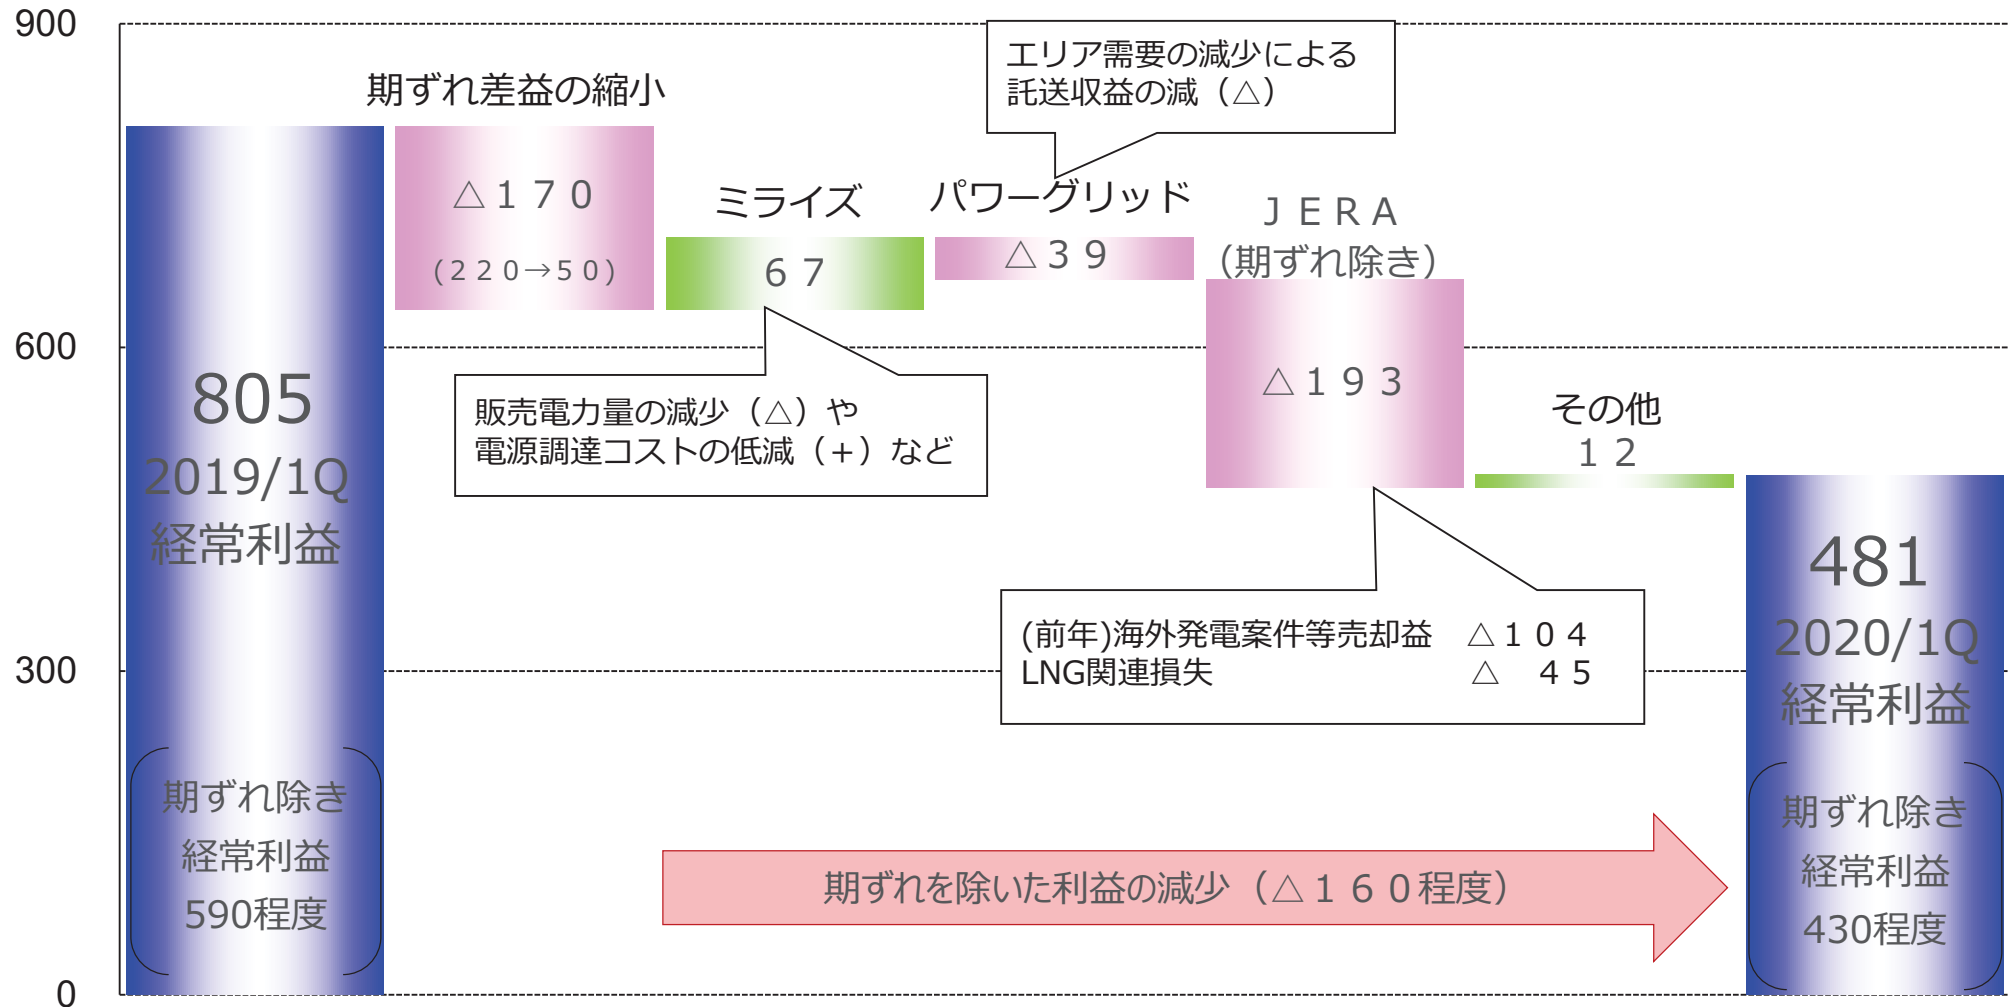 900
600
300
0
期ずれ差益の縮小
△１７０
（２２０→５０）
ミライズ
６７
パワーグリッド
△３９
エリア需要の減少による
託送収益の減（△）
ＪＥＲＡ
（期ずれ除き）
△１９３
その他
１２
805
2019/1Q
経常利益
期ずれ除き
経常利益
590程度
販売電力量の減少（△）や
電源調達コストの低減（+）など
(前年)海外発電案件等売却益　△１０４
LNG関連損失　△　４５
481
2020/1Q
経常利益
期ずれ除き
経常利益
430程度
期ずれを除いた利益の減少（△１６０程度）